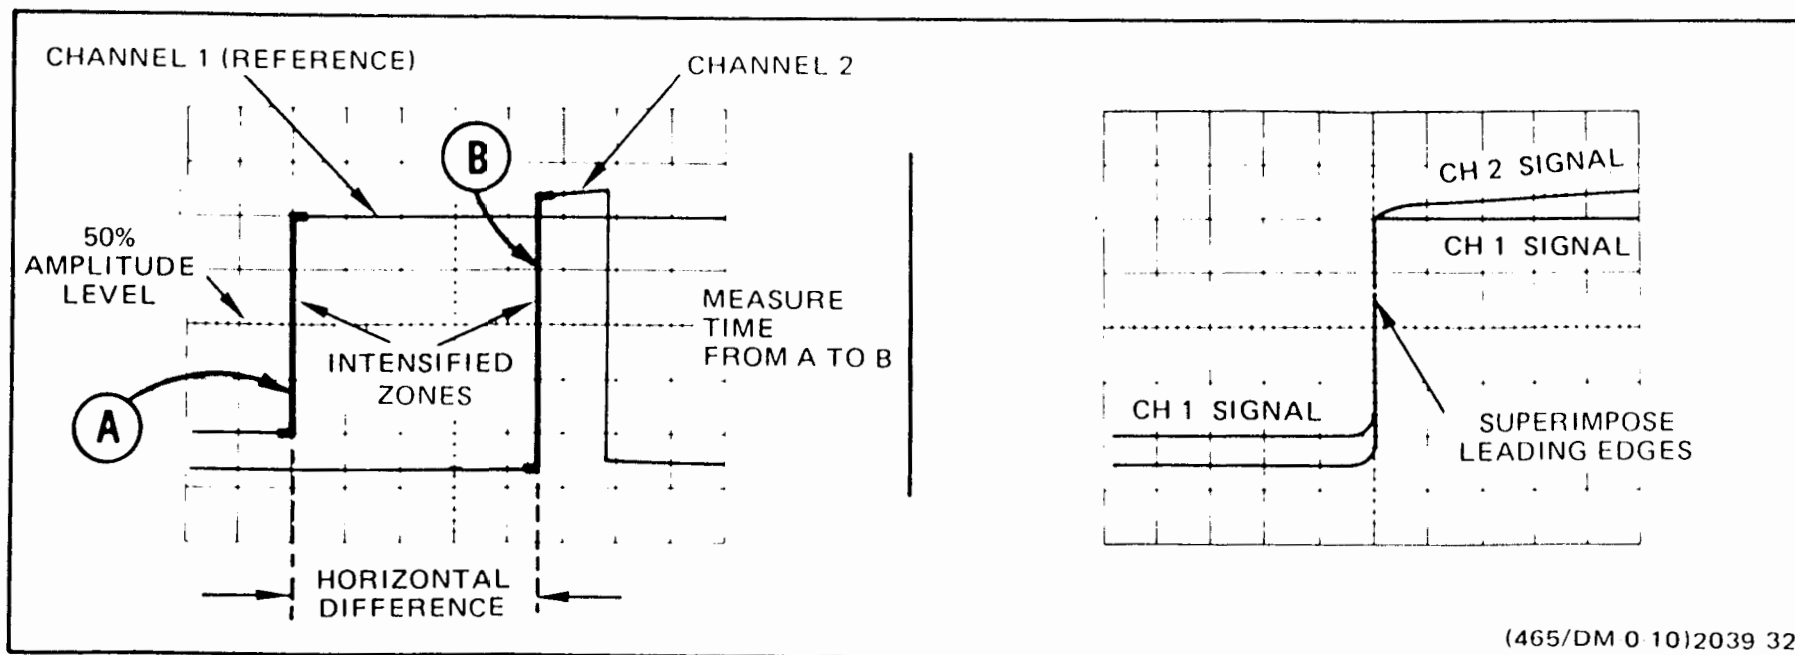 CHANNEL 1 (REFERENCE)
CHANNEL 2
B
50%
AMPLITUDE
LEVEL
INTENSIFIED
ZONES
MEASURE
TIME
FROM A TO B
A
HORIZONTAL
DIFFERENCE
CH 2 SIGNAL
CH 1 SIGNAL
CH 1 SIGNAL
SUPERIMPOSE
LEADING EDGES
(465/DM 0 10)2039 32